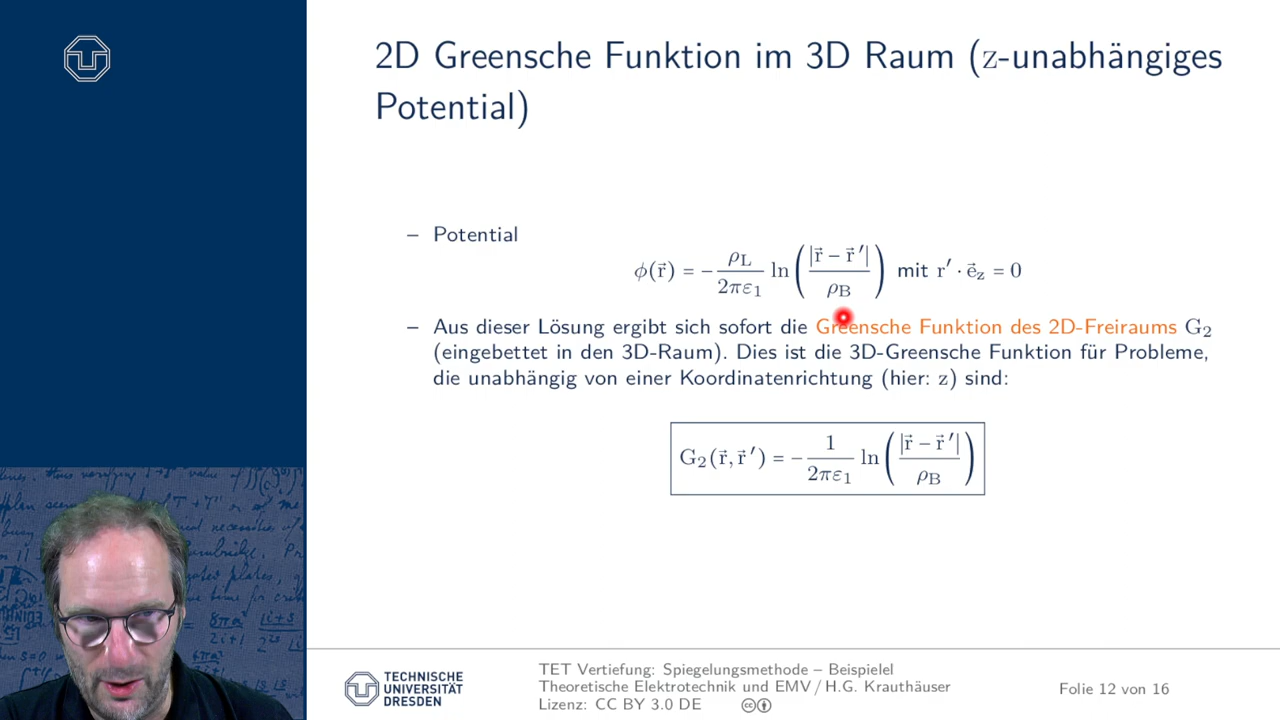 2D Greensche Funktion im 3D Raum (z-unabhängiges
Potential)
– Potential
ϕ(r⃗) = − ρL / 2πε1 ln ( |r⃗ − r⃗ ′| / ρB ) mit r′ · e⃗z = 0
– Aus dieser Lösung ergibt sich sofort die Greensche Funktion des 2D-Freiraums G2
(eingebettet in den 3D-Raum). Dies ist die 3D-Greensche Funktion für Probleme,
die unabhängig von einer Koordinatenrichtung (hier: z) sind:
G2(r⃗, r⃗ ′) = − 1 / 2πε1 ln ( |r⃗ − r⃗ ′| / ρB )
TECHNISCHE
UNIVERSITÄT
DRESDEN
TET Vertiefung: Spiegelungsmethode – Beispielel
Theoretische Elektrotechnik und EMV / H.G. Krauthäuser
Lizenz: CC BY 3.0 DE
Folie 12 von 16